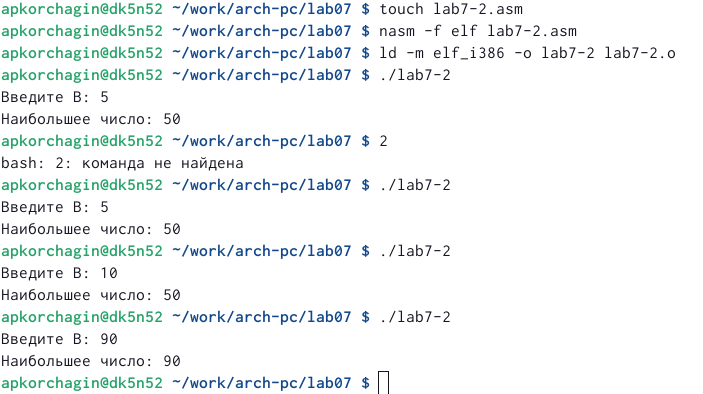 apkorchagin@dk5n52 ~/work/arch-pc/lab07 $ touch lab7-2.asm
apkorchagin@dk5n52 ~/work/arch-pc/lab07 $ nasm -f elf lab7-2.asm
apkorchagin@dk5n52 ~/work/arch-pc/lab07 $ ld -m elf_i386 -o lab7-2 lab7-2.o
apkorchagin@dk5n52 ~/work/arch-pc/lab07 $ ./lab7-2
Введите B: 5
Наибольшее число: 50
apkorchagin@dk5n52 ~/work/arch-pc/lab07 $ 2
bash: 2: команда не найдена
apkorchagin@dk5n52 ~/work/arch-pc/lab07 $ ./lab7-2
Введите B: 5
Наибольшее число: 50
apkorchagin@dk5n52 ~/work/arch-pc/lab07 $ ./lab7-2
Введите B: 10
Наибольшее число: 50
apkorchagin@dk5n52 ~/work/arch-pc/lab07 $ ./lab7-2
Введите B: 90
Наибольшее число: 90
apkorchagin@dk5n52 ~/work/arch-pc/lab07 $